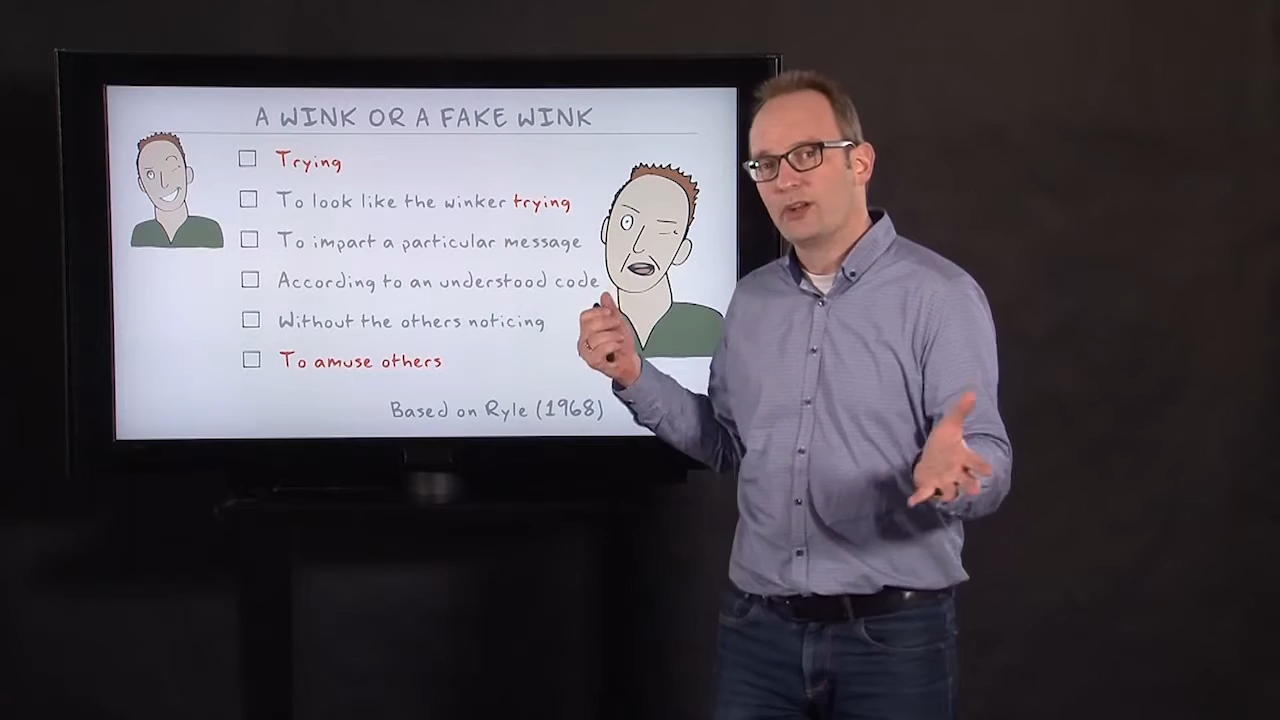 A WINK OR A FAKE WINK
Trying
To look like the winker trying
To impart a particular message
According to an understood code
Without the others noticing
To amuse others
Based on Ryle (1968)